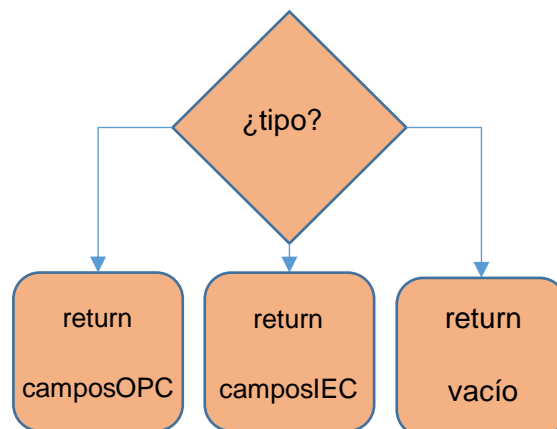 ¿tipo?
return
camposOPC
return
camposIEC
return
vacío